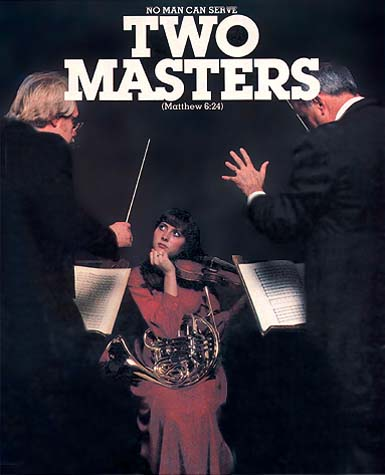 NO MAN CAN SERVE
TWO
MASTERS
(Matthew 6:24)